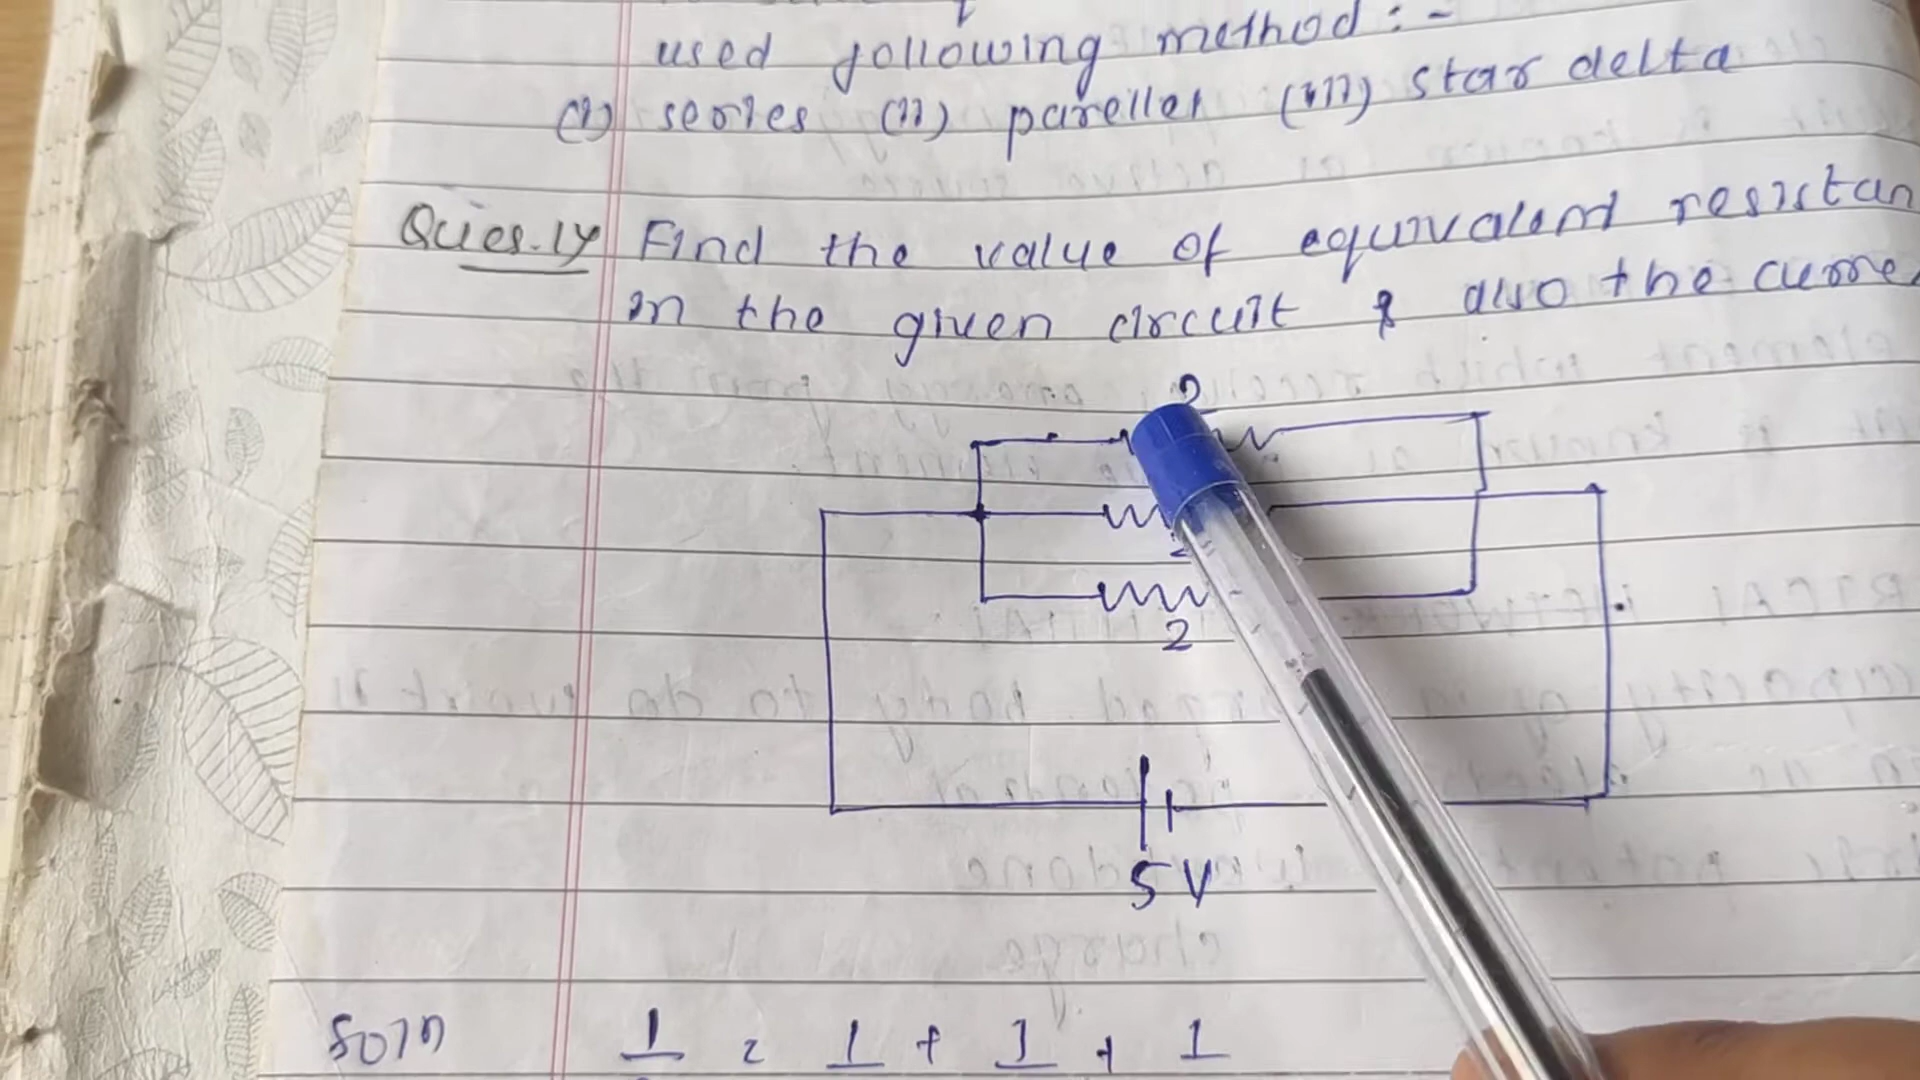 used following method:-
(i) series (ii) pareller (iii) star delta
Ques.14 Find the value of equivalent resistan
in the given circuit & also the curre
2
2
2
5V
Soln 1 = 1 + 1 + 1